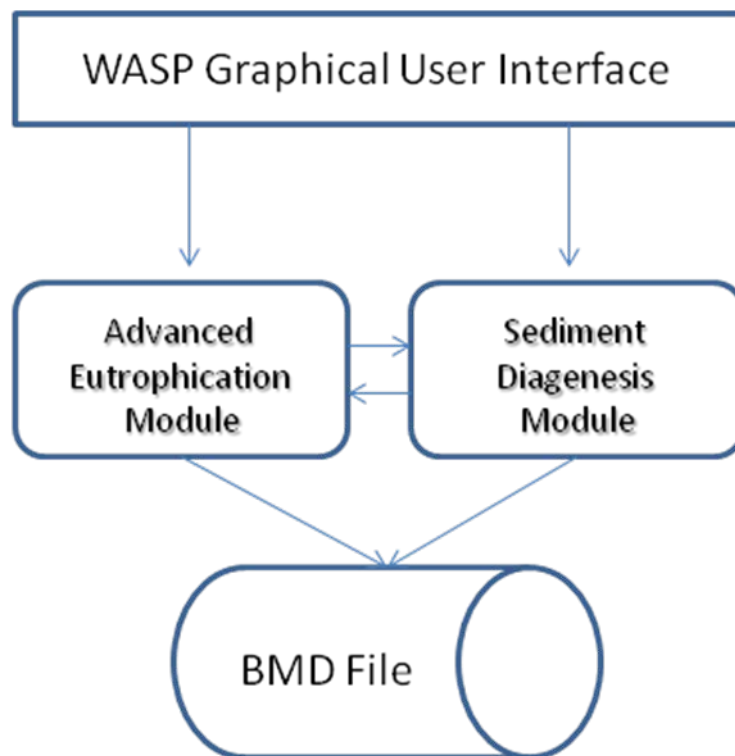 WASP Graphical User Interface
Advanced
Eutrophication
Module
Sediment
Diagenesis
Module
BMD File